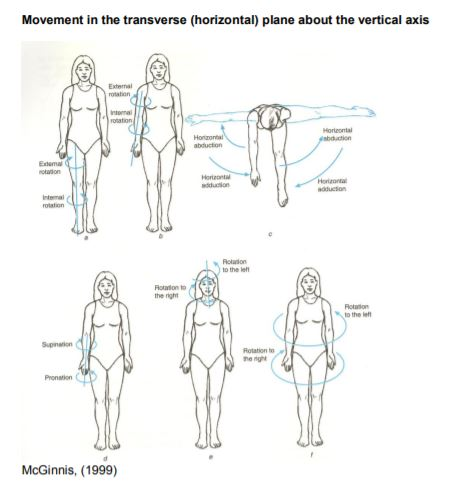 Movement in the transverse (horizontal) plane about the vertical axis
External
rotation
Internal
rotation
External
rotation
Internal
rotation
Horizontal
abduction
Horizontal
adduction
Horizontal
abduction
Horizontal
adduction
a
b
c
Rotation
to the left
Rotation to
the right
Supination
Pronation
Rotation
to the left
Rotation to
the right
d
e
f
McGinnis, (1999)